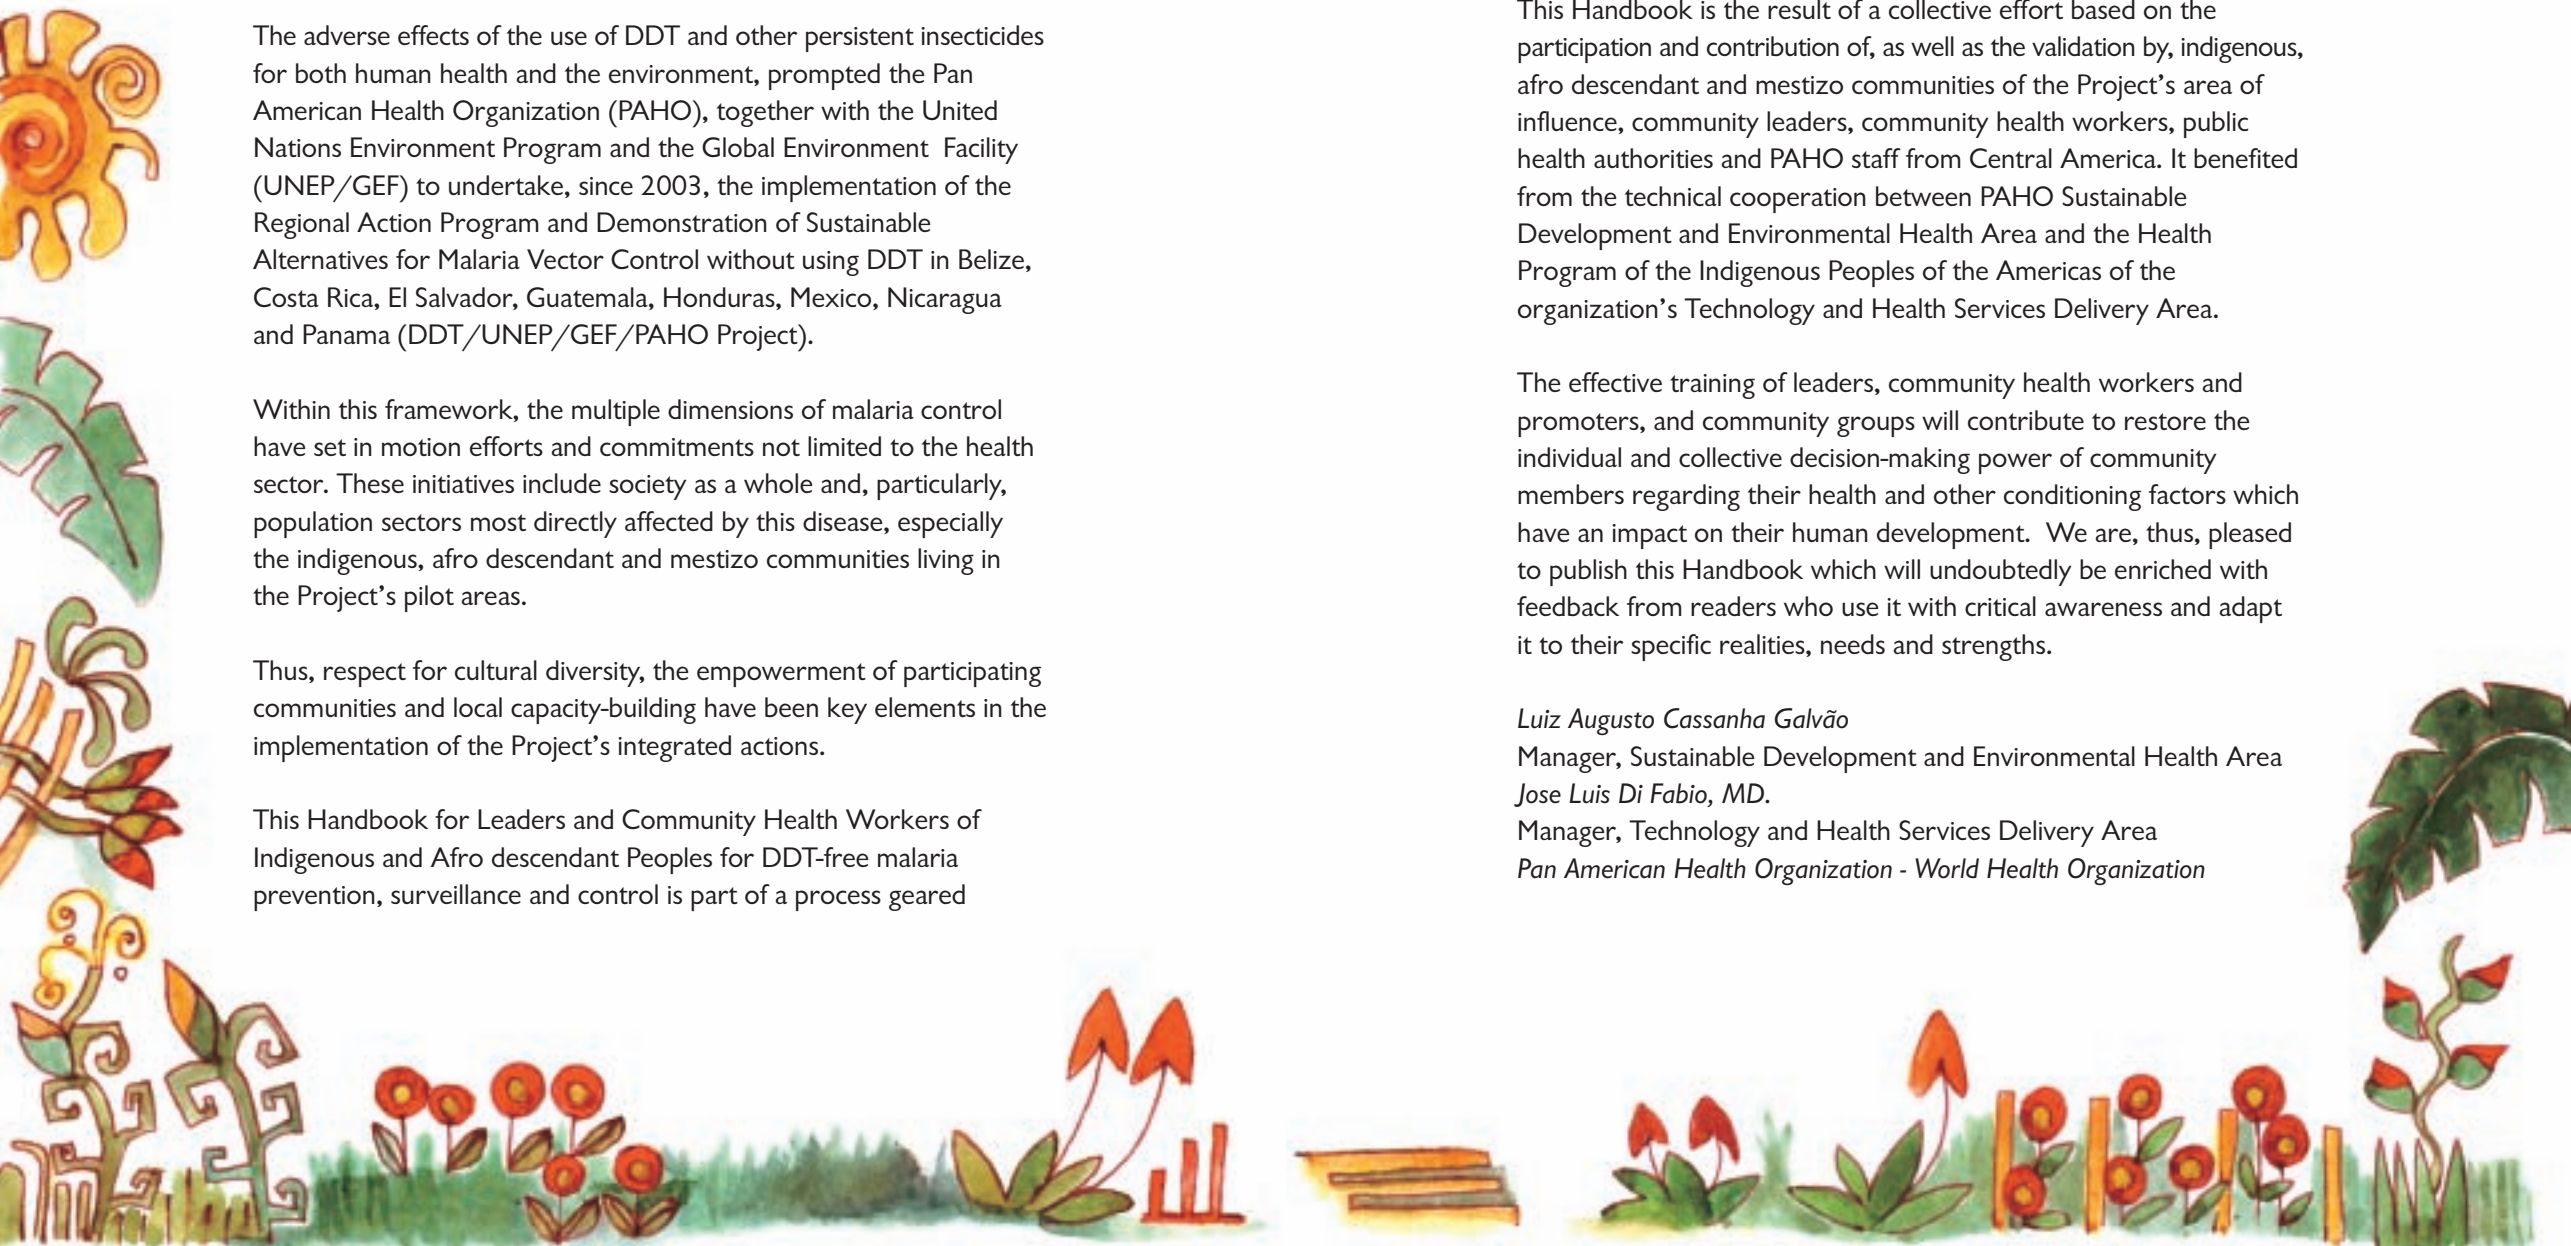 The adverse effects of the use of DDT and other persistent insecticides
for both human health and the environment, prompted the Pan
American Health Organization (PAHO), together with the United
Nations Environment Program and the Global Environment  Facility
(UNEP/GEF) to undertake, since 2003, the implementation of the
Regional Action Program and Demonstration of Sustainable
Alternatives for Malaria Vector Control without using DDT in Belize,
Costa Rica, El Salvador, Guatemala, Honduras, Mexico, Nicaragua
and Panama (DDT/UNEP/GEF/PAHO Project).
Within this framework, the multiple dimensions of malaria control
have set in motion efforts and commitments not limited to the health
sector. These initiatives include society as a whole and, particularly,
population sectors most directly affected by this disease, especially
the indigenous, afro descendant and mestizo communities living in
the Project's pilot areas.
Thus, respect for cultural diversity, the empowerment of participating
communities and local capacity-building have been key elements in the
implementation of the Project's integrated actions.
This Handbook for Leaders and Community Health Workers of
Indigenous and Afro descendant Peoples for DDT-free malaria
prevention, surveillance and control is part of a process geared
This Handbook is the result of a collective effort based on the
participation and contribution of, as well as the validation by, indigenous,
afro descendant and mestizo communities of the Project's area of
influence, community leaders, community health workers, public
health authorities and PAHO staff from Central America. It benefited
from the technical cooperation between PAHO Sustainable
Development and Environmental Health Area and the Health
Program of the Indigenous Peoples of the Americas of the
organization's Technology and Health Services Delivery Area.
The effective training of leaders, community health workers and
promoters, and community groups will contribute to restore the
individual and collective decision-making power of community
members regarding their health and other conditioning factors which
have an impact on their human development.  We are, thus, pleased
to publish this Handbook which will undoubtedly be enriched with
feedback from readers who use it with critical awareness and adapt
it to their specific realities, needs and strengths.
Luiz Augusto Cassanha Galvão
Manager, Sustainable Development and Environmental Health Area
Jose Luis Di Fabio, MD.
Manager, Technology and Health Services Delivery Area
Pan American Health Organization - World Health Organization